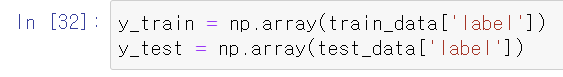 In [32]: y_train = np.array(train_data['label'])
y_test = np.array(test_data['label'])